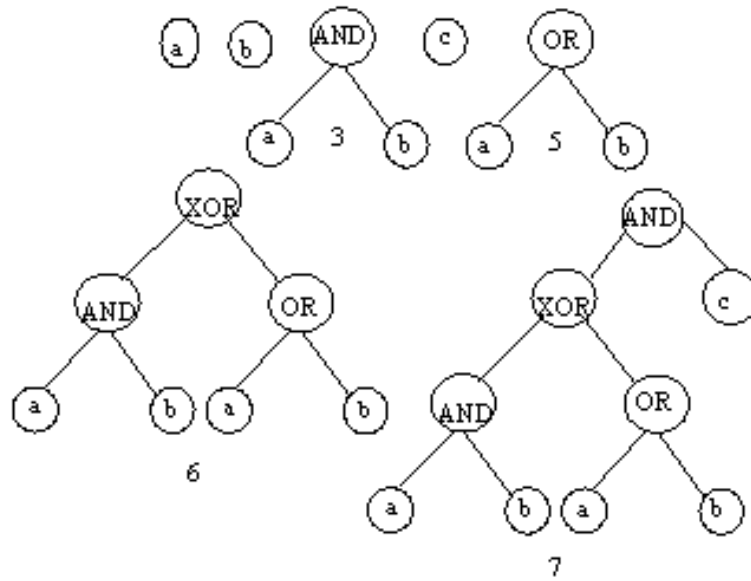 a b AND c OR
a 3 b a 5 b
XOR AND
AND OR XOR c
a b a b AND OR
6
a b a b
7